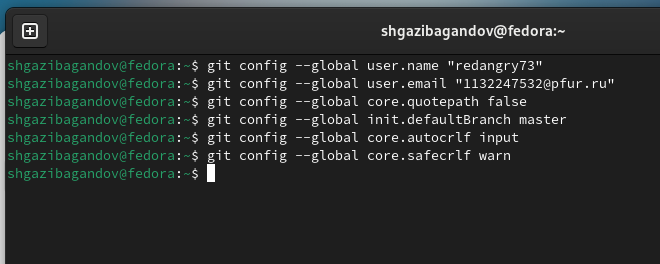 shgazibagandov@fedora:~
shgazibagandov@fedora:~$ git config --global user.name "redangry73"
shgazibagandov@fedora:~$ git config --global user.email "1132247532@pfur.ru"
shgazibagandov@fedora:~$ git config --global core.quotepath false
shgazibagandov@fedora:~$ git config --global init.defaultBranch master
shgazibagandov@fedora:~$ git config --global core.autocrlf input
shgazibagandov@fedora:~$ git config --global core.safecrlf warn
shgazibagandov@fedora:~$